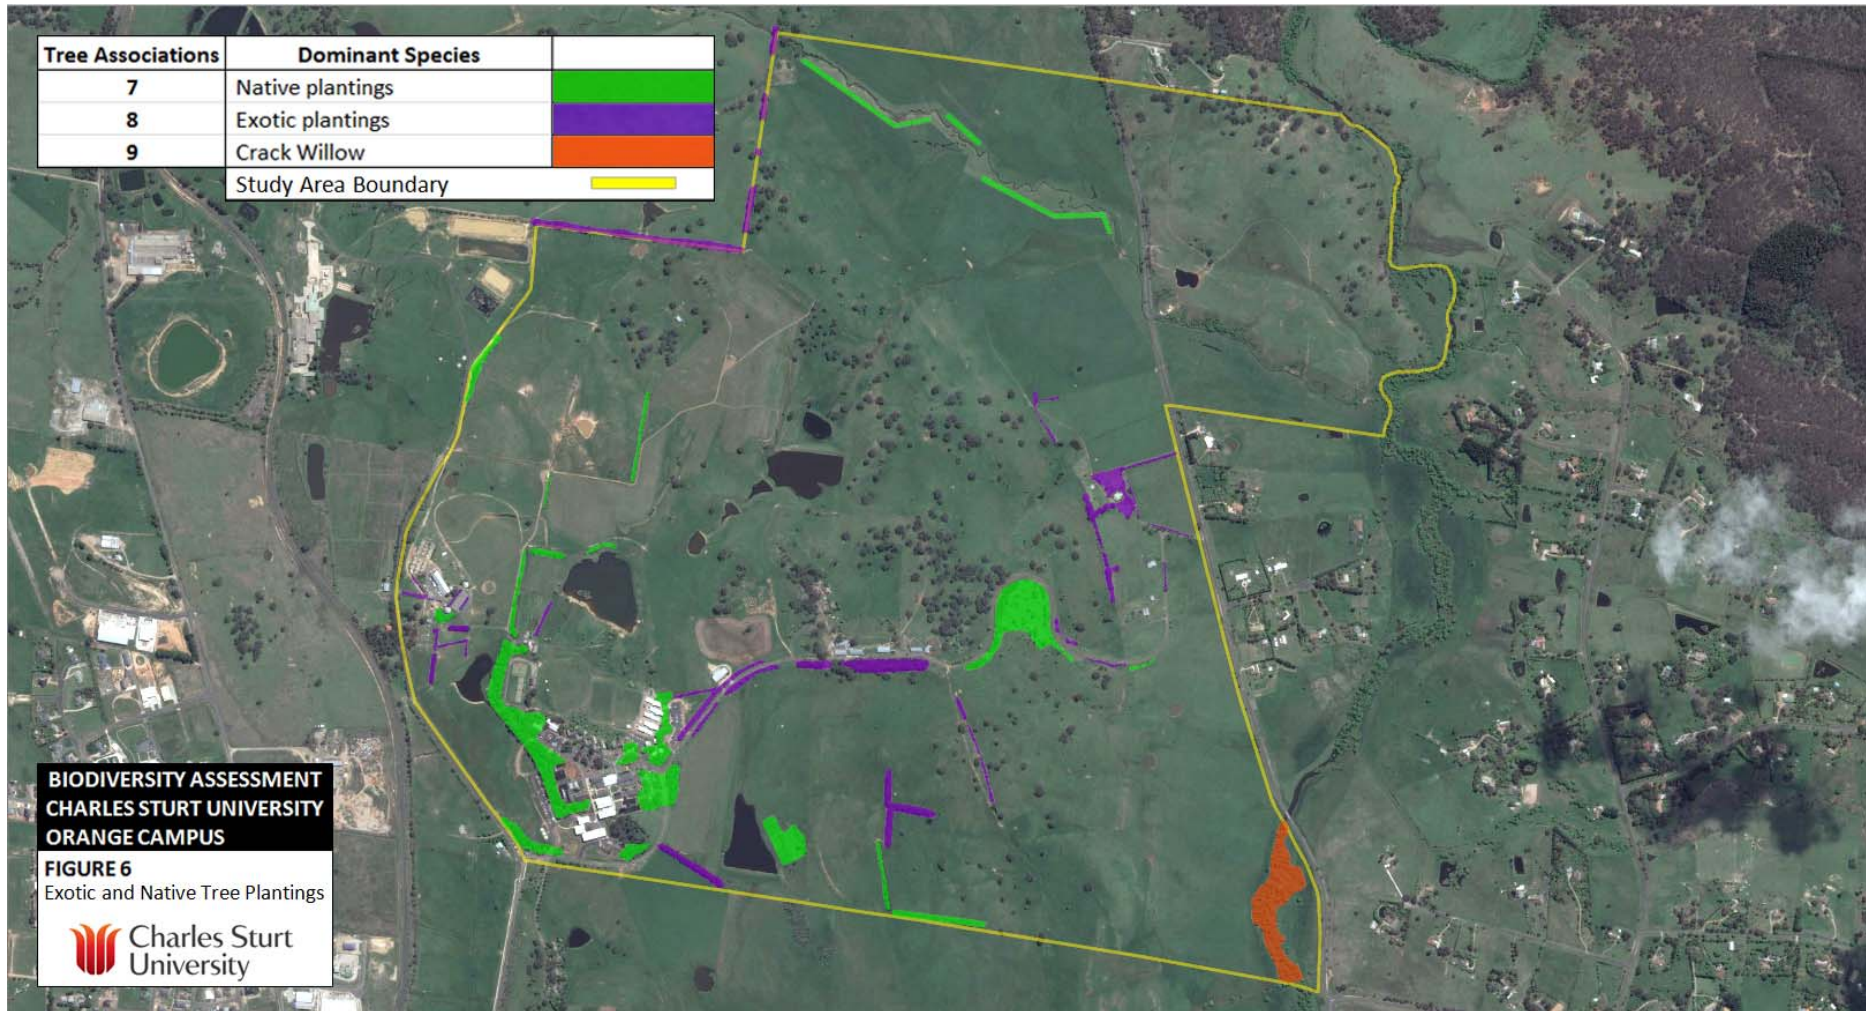 Tree Associations Dominant Species
7 Native plantings
8 Exotic plantings
9 Crack Willow
Study Area Boundary
BIODIVERSITY ASSESSMENT
CHARLES STURT UNIVERSITY
ORANGE CAMPUS
FIGURE 6
Exotic and Native Tree Plantings
Charles Sturt
University